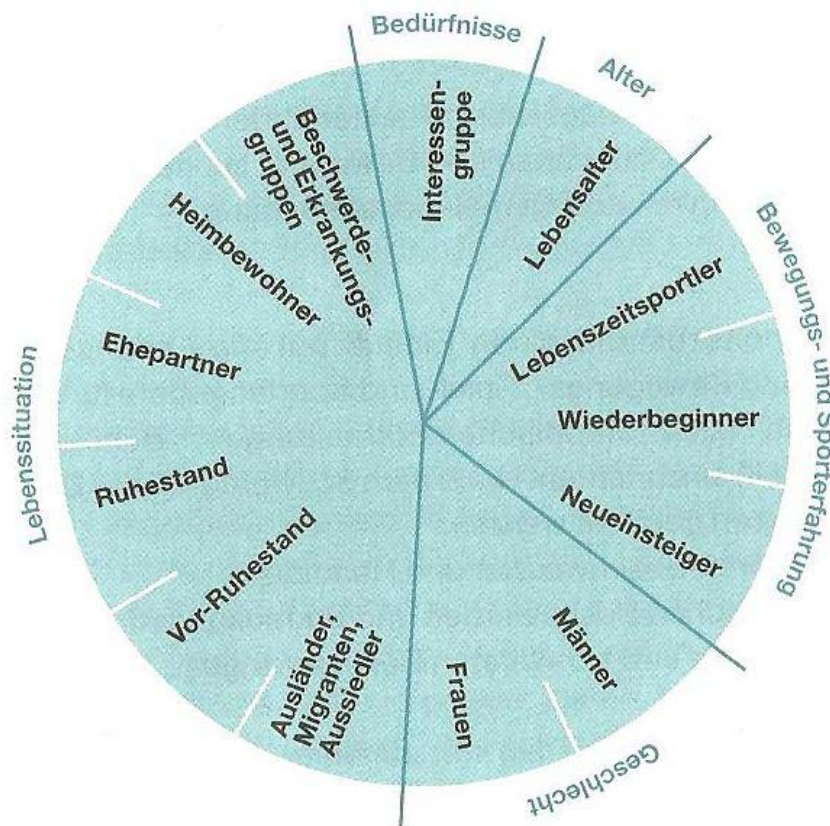 Bedürfnisse
Interessen-
gruppe
Alter
Lebensalter
Bewegungs- und Sporterfahrung
Lebenszeitsportler
Wiederbeginner
Neueinsteiger
Geschlecht
Männer
Frauen
Lebenssituation
Ausländer,
Migranten,
Aussiedler
Vor-Ruhestand
Ruhestand
Ehepartner
Heimbewohner
Beschwerde-
und Erkrankungs-
gruppen